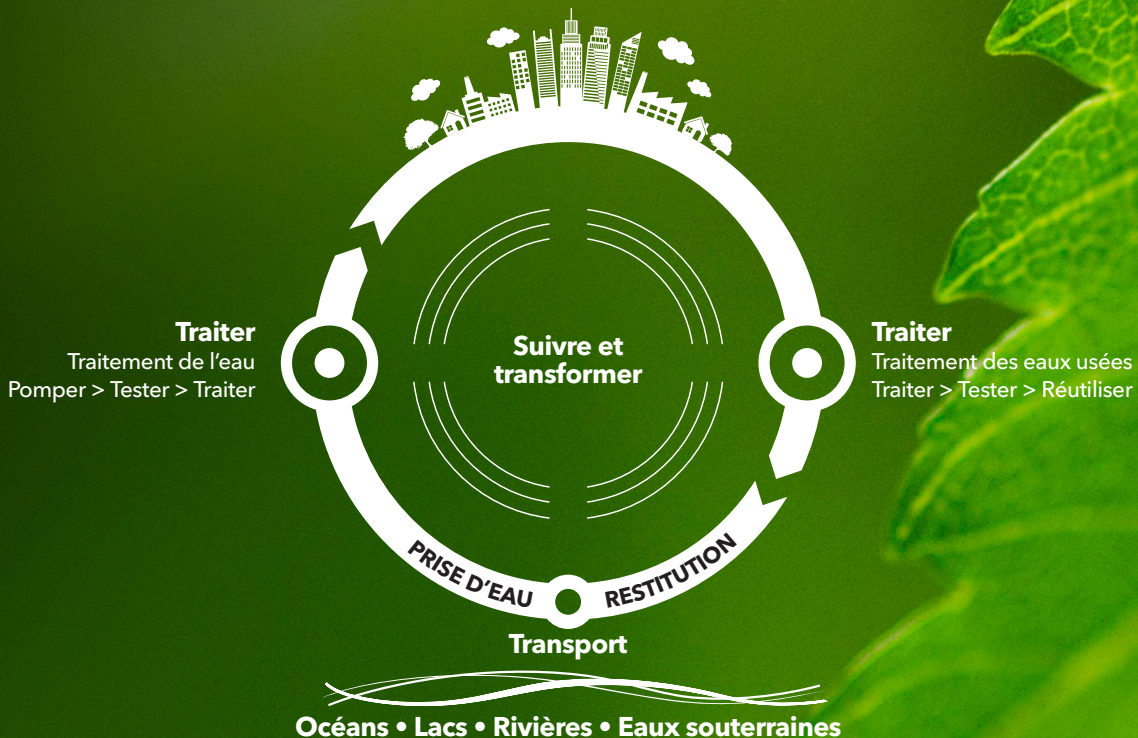 Traiter
Traitement de l’eau
Pomper > Tester > Traiter
Suivre et
transformer
Traiter
Traitement des eaux usées
Traiter > Tester > Réutiliser
PRISE D’EAU
RESTITUTION
Transport
Océans • Lacs • Rivières • Eaux souterraines